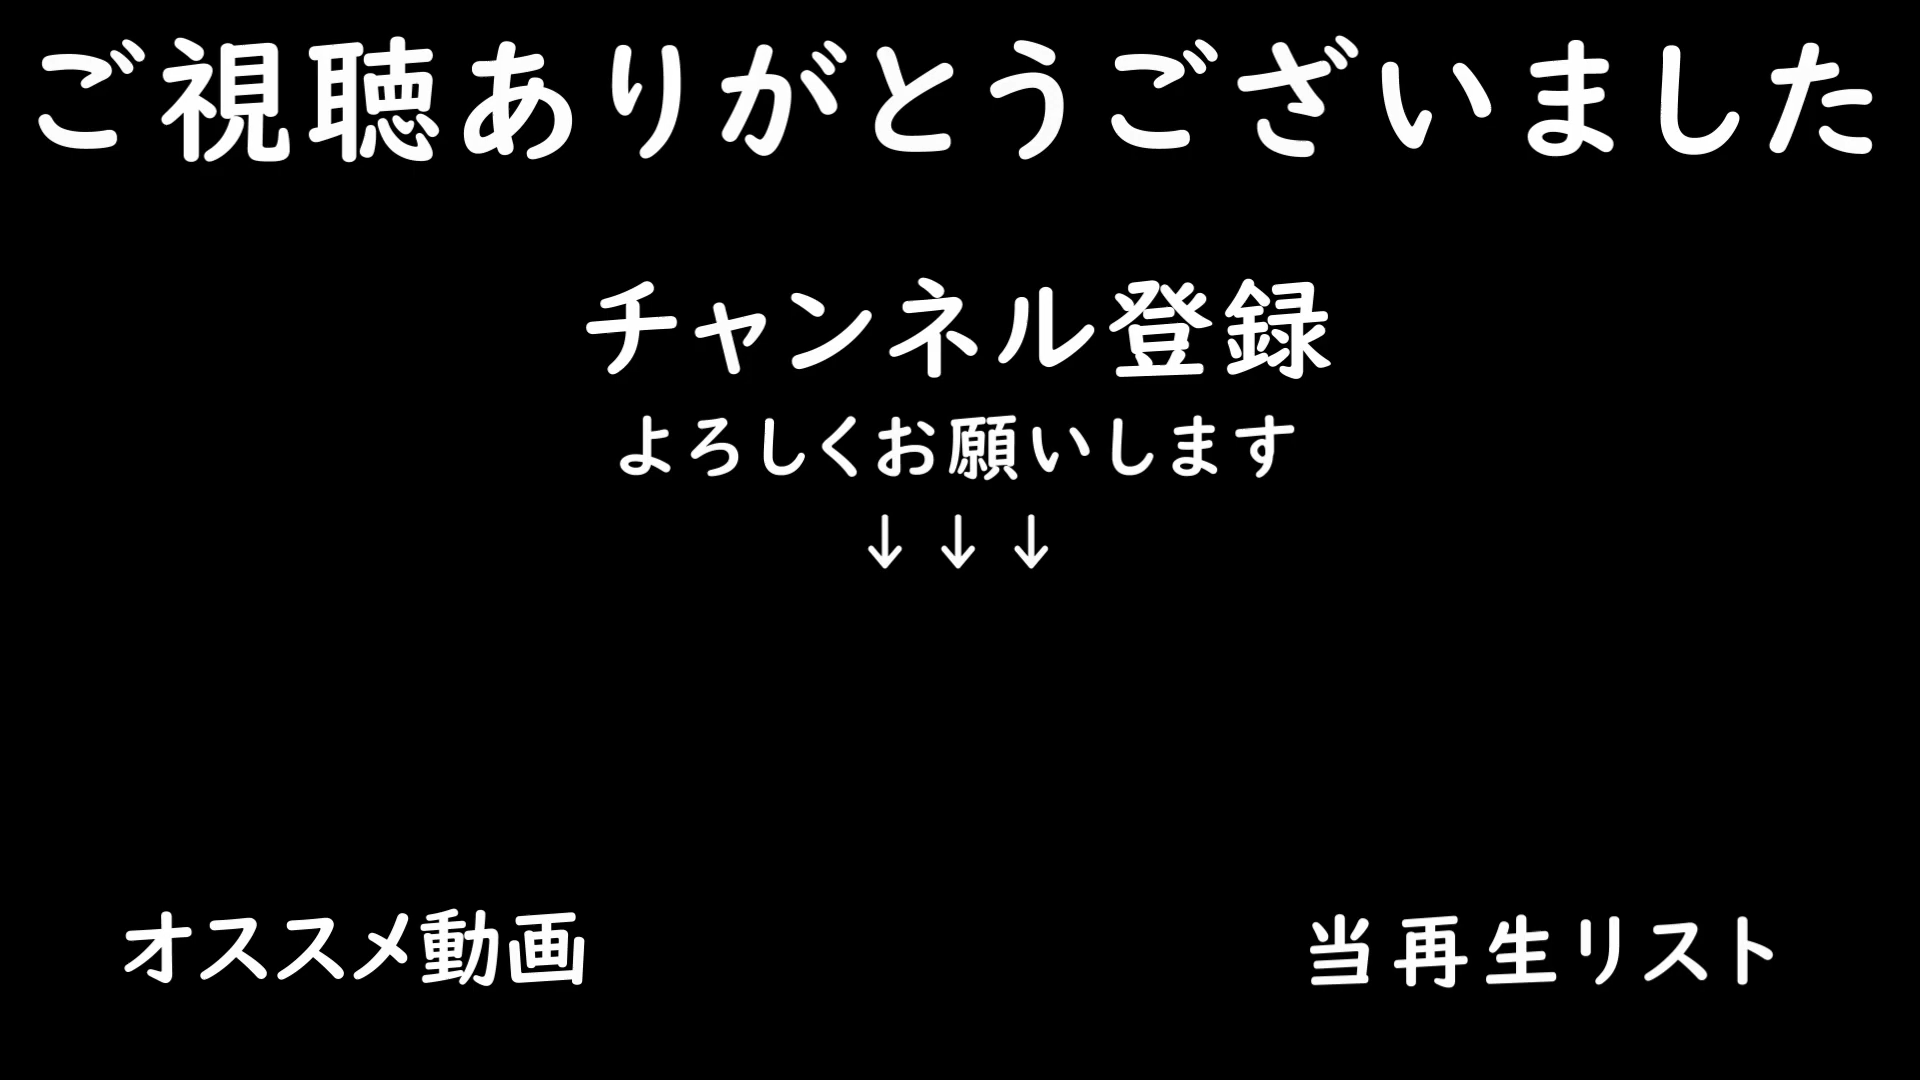 ご視聴ありがとうございました
チャンネル登録
よろしくお願いします
↓ ↓ ↓
オススメ動画
当再生リスト